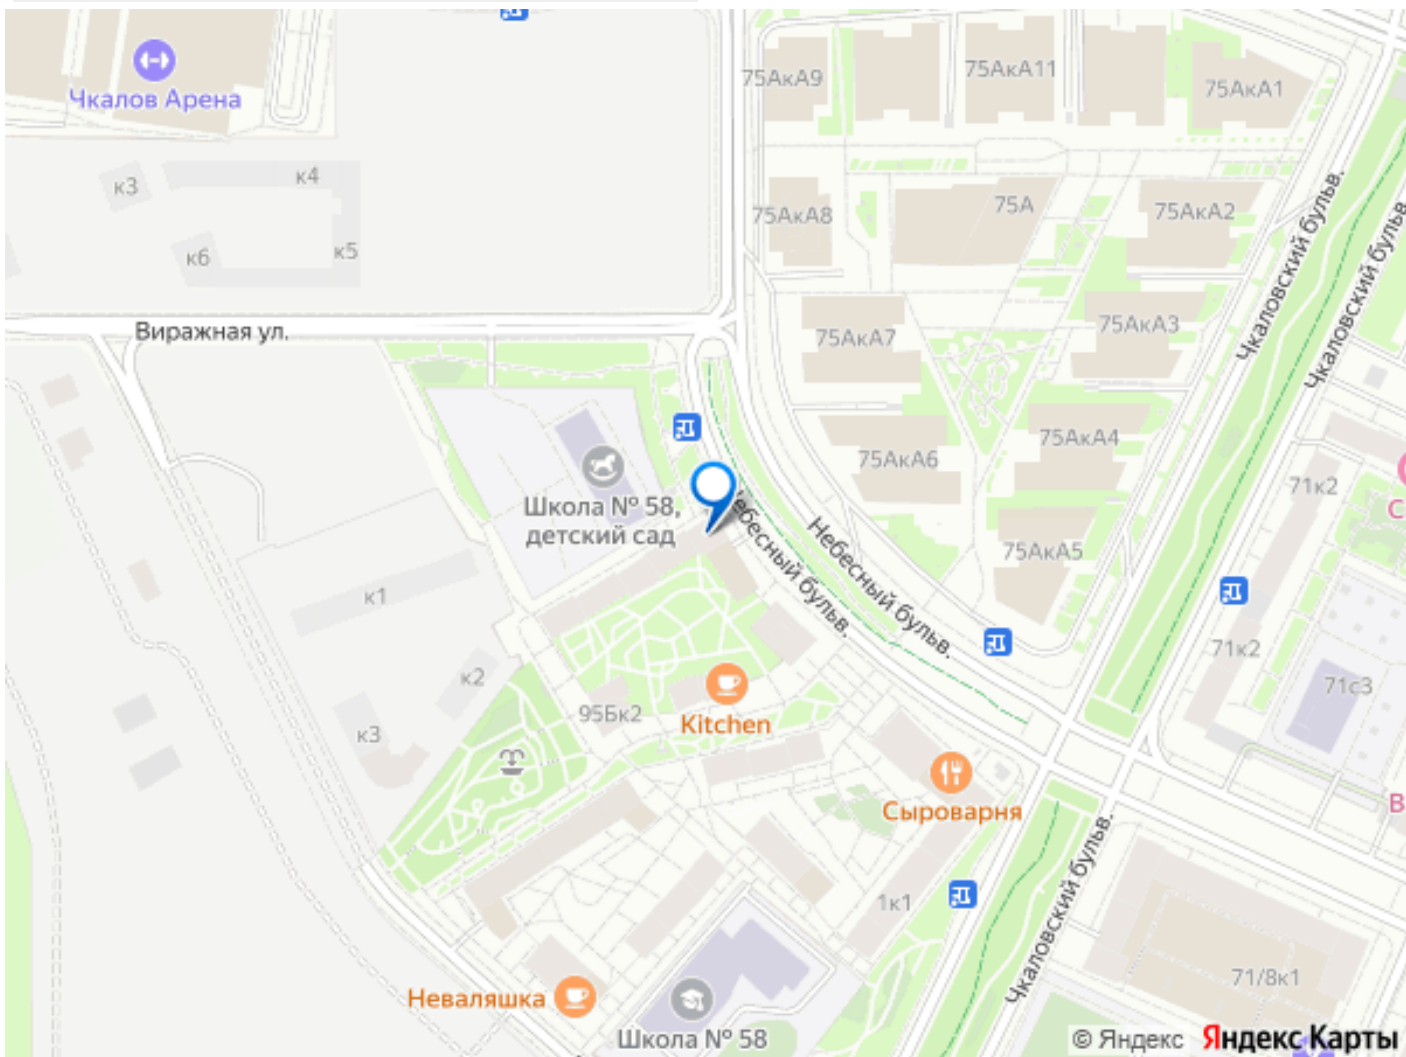 75АкА9
75АкА11
75АкА1
Чкалов Арена
к3
к4
75АкА8
75А
75АкА2
к6
к5
Чкаловский бульв.
Чкаловский бульв.
Виражная ул.
75АкА7
75АкА3
75АкА6
75АкА4
71к2
Школа № 58,
детский сад
Небесный бульв.
Небесный бульв.
75АкА5
к1
71к2
к2
71с3
95Бк2
Kitchen
к3
Сыроварня
Чкаловский бульв.
1к1
71/8к1
Неваляшка
Школа № 58
© Яндекс Яндекс Карты